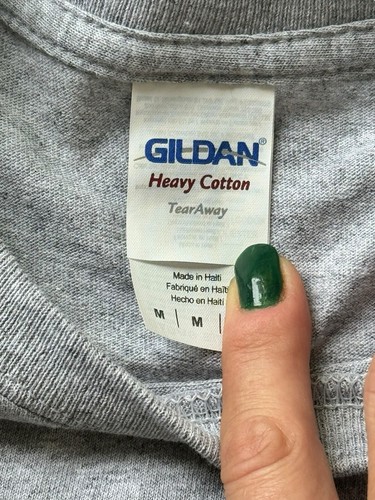 GILDAN®
Heavy Cotton
TearAway
Made in Haiti
Fabriqué en Haïti
Hecho en Haití
M | M |